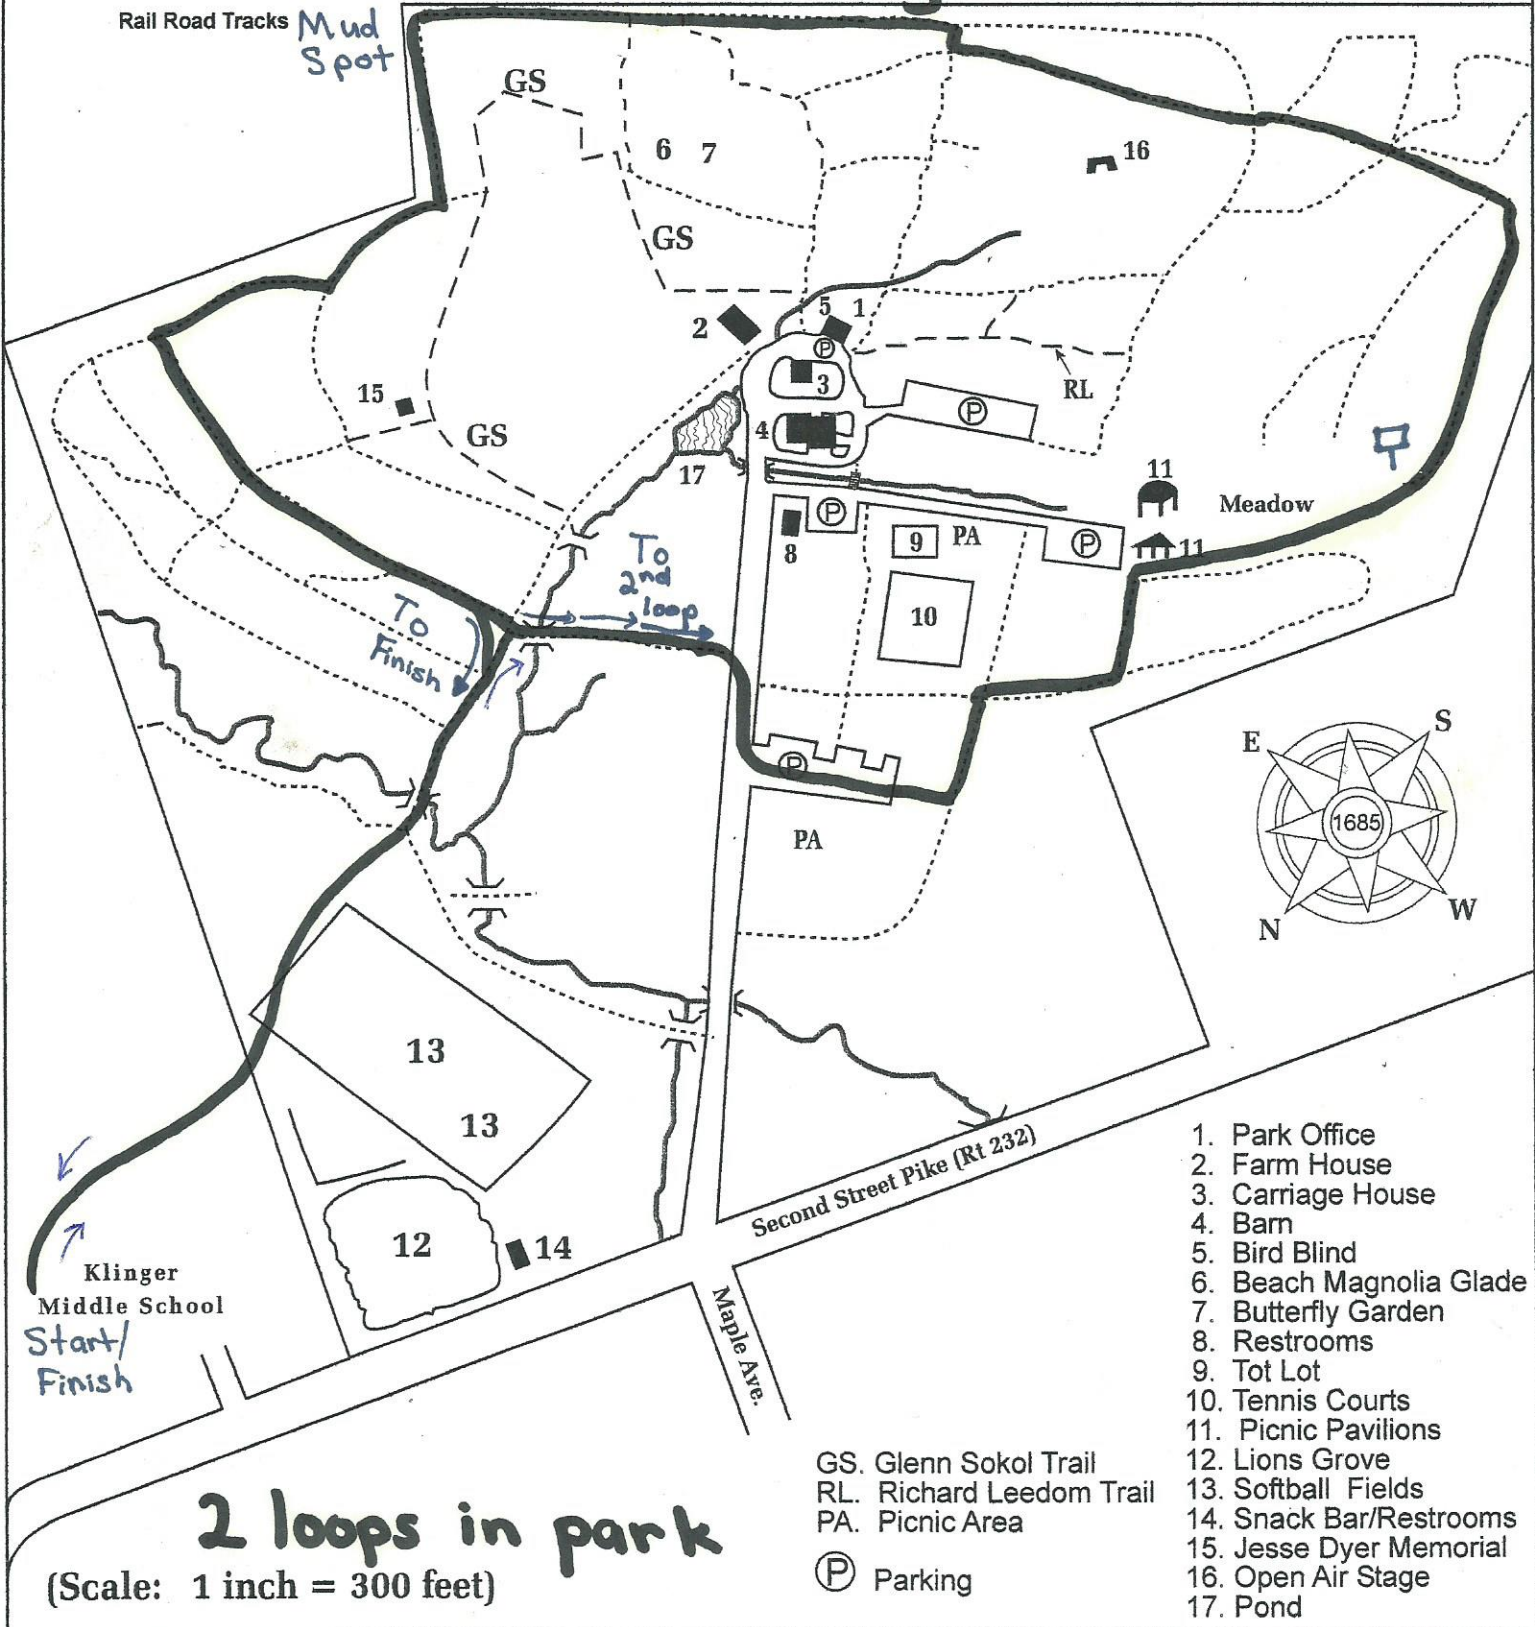 Rail Road Tracks
Mud
Spot
GS
6 7
16
GS
5 1
2
P
3
RL
P
15
4
GS
17
11
Meadow
P
8
9
PA
P
11
To
2nd
loop
10
To
Finish
P
PA
E
S
1685
N
W
13
13
Second Street Pike (Rt 232)
12
14
Maple Ave.
Klinger
Middle School
Start/
Finish
1. Park Office
2. Farm House
3. Carriage House
4. Barn
5. Bird Blind
6. Beach Magnolia Glade
7. Butterfly Garden
8. Restrooms
9. Tot Lot
10. Tennis Courts
11. Picnic Pavilions
12. Lions Grove
13. Softball Fields
14. Snack Bar/Restrooms
15. Jesse Dyer Memorial
16. Open Air Stage
17. Pond
GS. Glenn Sokol Trail
RL. Richard Leedom Trail
PA. Picnic Area
P Parking
2 loops in park
(Scale: 1 inch = 300 feet)